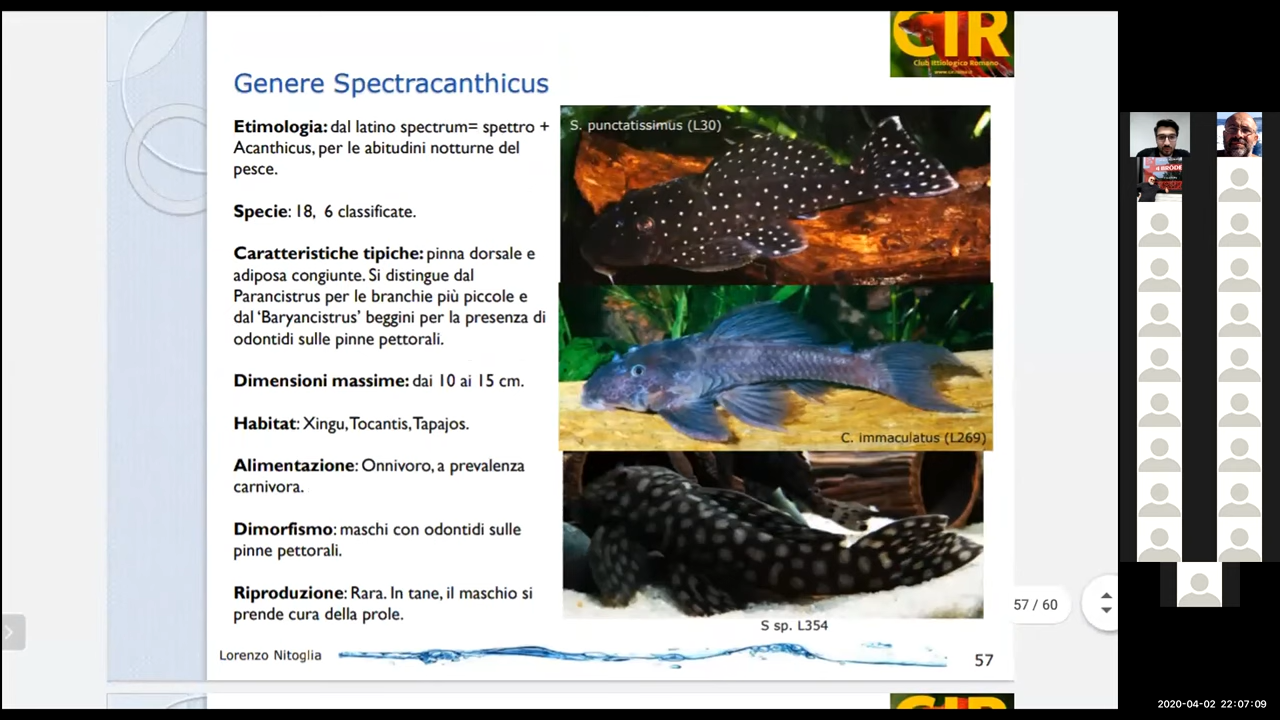 CIR
Club Ittiologico Romano
Genere Spectracanthicus
Etimologia: dal latino spectrum= spettro +
Acanthicus, per le abitudini notturne del
pesce.
Specie: 18, 6 classificate.
Caratteristiche tipiche: pinna dorsale e
adiposa congiunte. Si distingue dal
Parancistrus per le branchie più piccole e
dal ‘Baryancistrus’ beggini per la presenza di
odontidi sulle pinne pettorali.
Dimensioni massime: dai 10 ai 15 cm.
Habitat: Xingu, Tocantis, Tapajos.
Alimentazione: Onnivoro, a prevalenza
carnivora.
Dimorfismo: maschi con odontidi sulle
pinne pettorali.
Riproduzione: Rara. In tane, il maschio si
prende cura della prole.
S. punctatissimus (L30)
C. immaculatus (L269)
S sp. L354
Lorenzo Nitoglia
57
57 / 60
CIR
2020-04-02 22:07:09